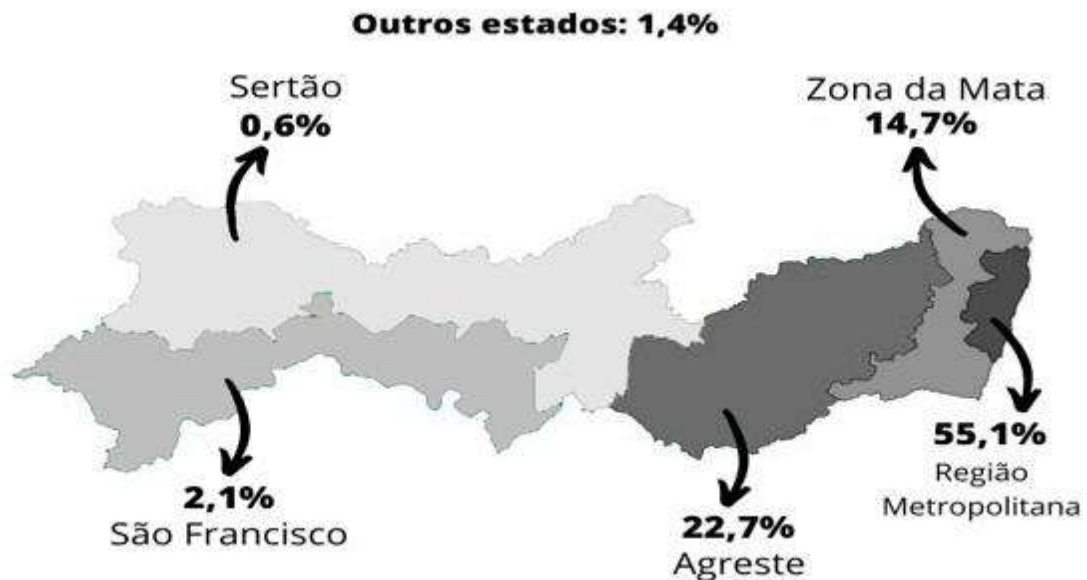 Outros estados: 1,4%
Sertão
0,6%
Zona da Mata
14,7%
55,1%
Região
Metropolitana
2,1%
São Francisco
22,7%
Agreste